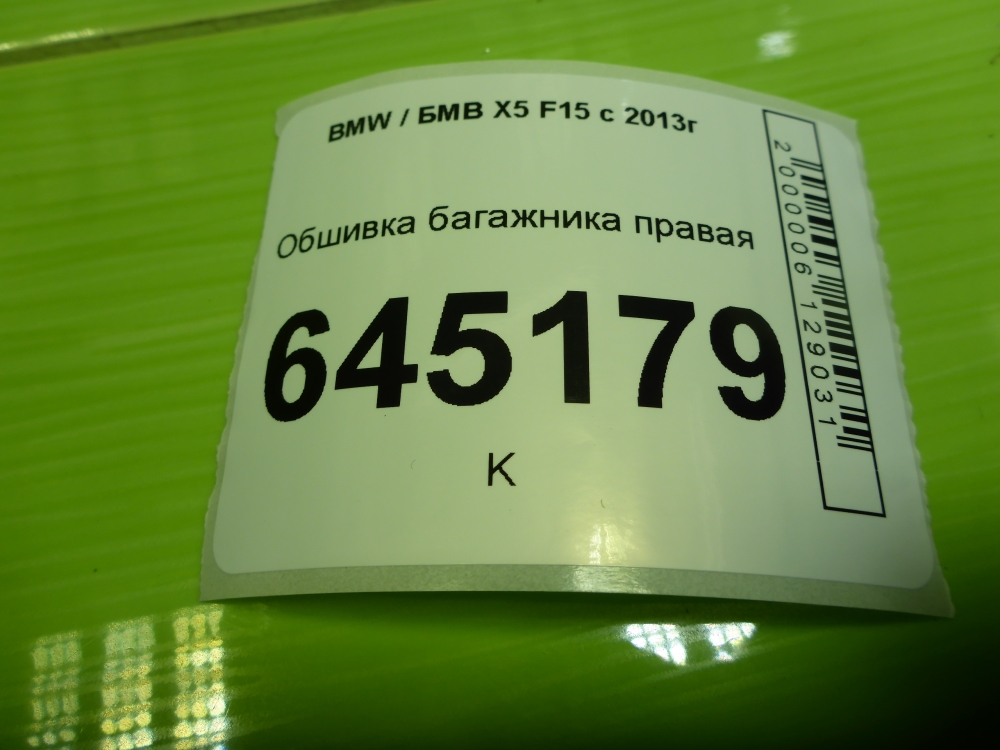 BMW / БМВ X5 F15 с 2013г
Обшивка багажника правая
645179
К
2000006129031